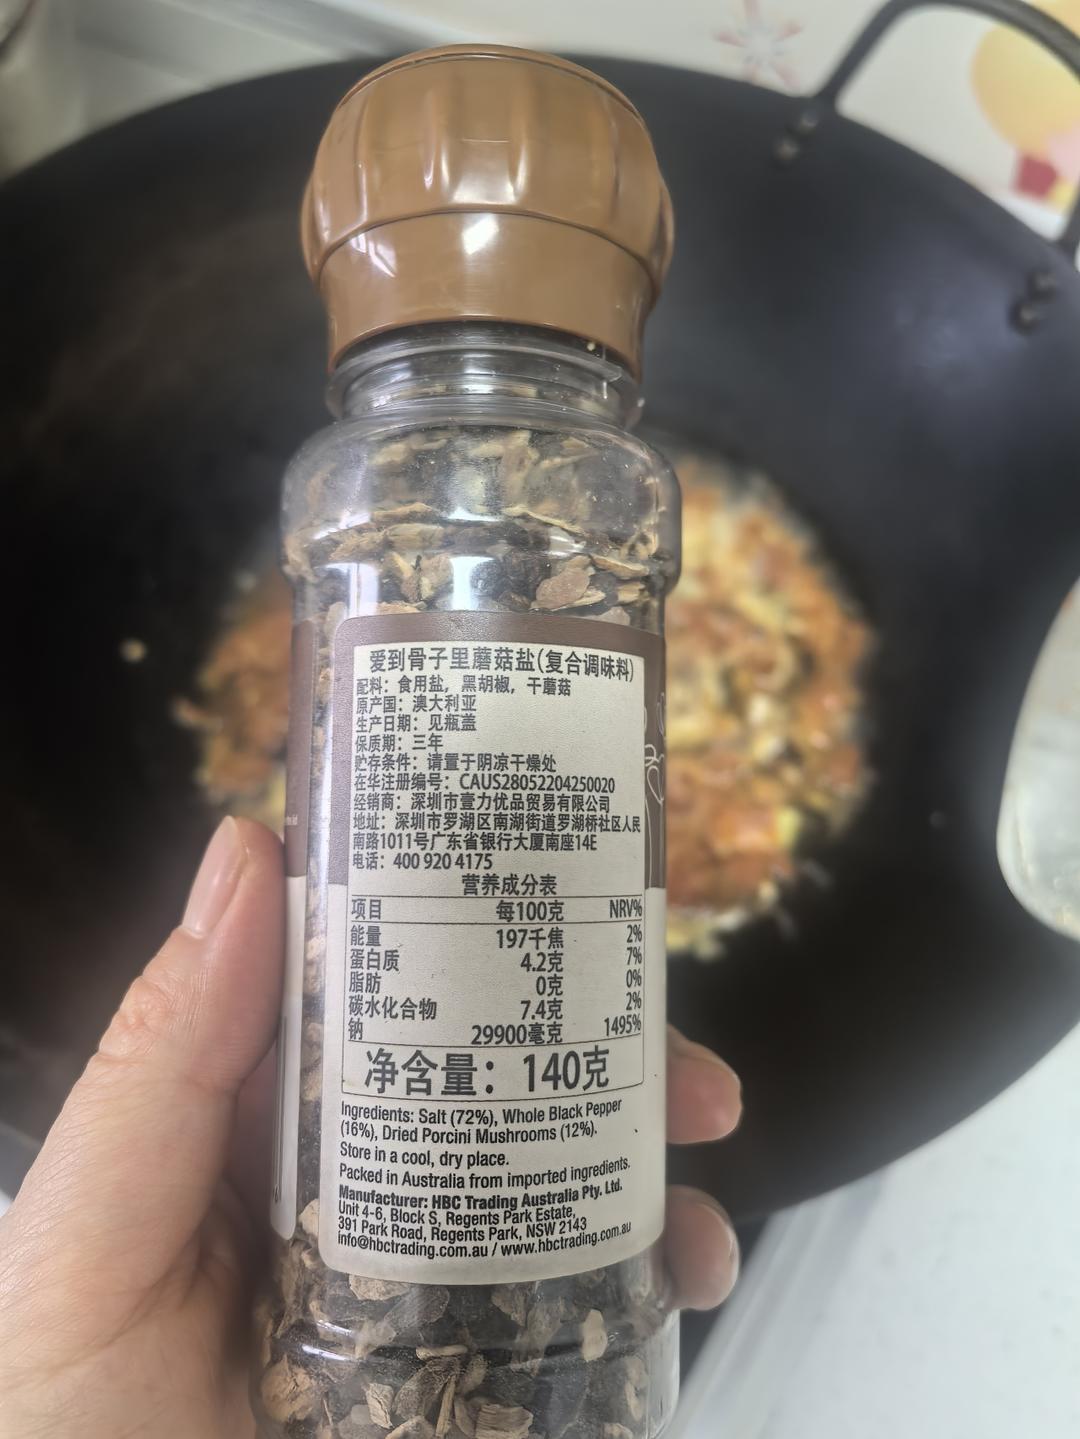 爱到骨子里蘑菇盐(复合调味料)
配料：食用盐，黑胡椒，干蘑菇
原产国：澳大利亚
生产日期：见瓶盖
保质期：三年
贮存条件：请置于阴凉干燥处
在华注册编号：CAUS28052204250020
经销商：深圳市壹力优品贸易有限公司
地址：深圳市罗湖区南湖街道罗湖桥社区人民
南路1011号广东省银行大厦南座14E
电话：400 920 4175
营养成分表
项目 每100克 NRV%
能量 197千焦 2%
蛋白质 4.2克 7%
脂肪 0克 0%
碳水化合物 7.4克 2%
钠 29900毫克 1495%
净含量：140克
Ingredients: Salt (72%), Whole Black Pepper
(16%), Dried Porcini Mushrooms (12%).
Store in a cool, dry place.
Packed in Australia from imported ingredients.
Manufacturer: HBC Trading Australia Pty. Ltd.
Unit 4-6, Block S, Regents Park Estate,
391 Park Road, Regents Park, NSW 2143
info@hbctrading.com.au / www.hbctrading.com.au